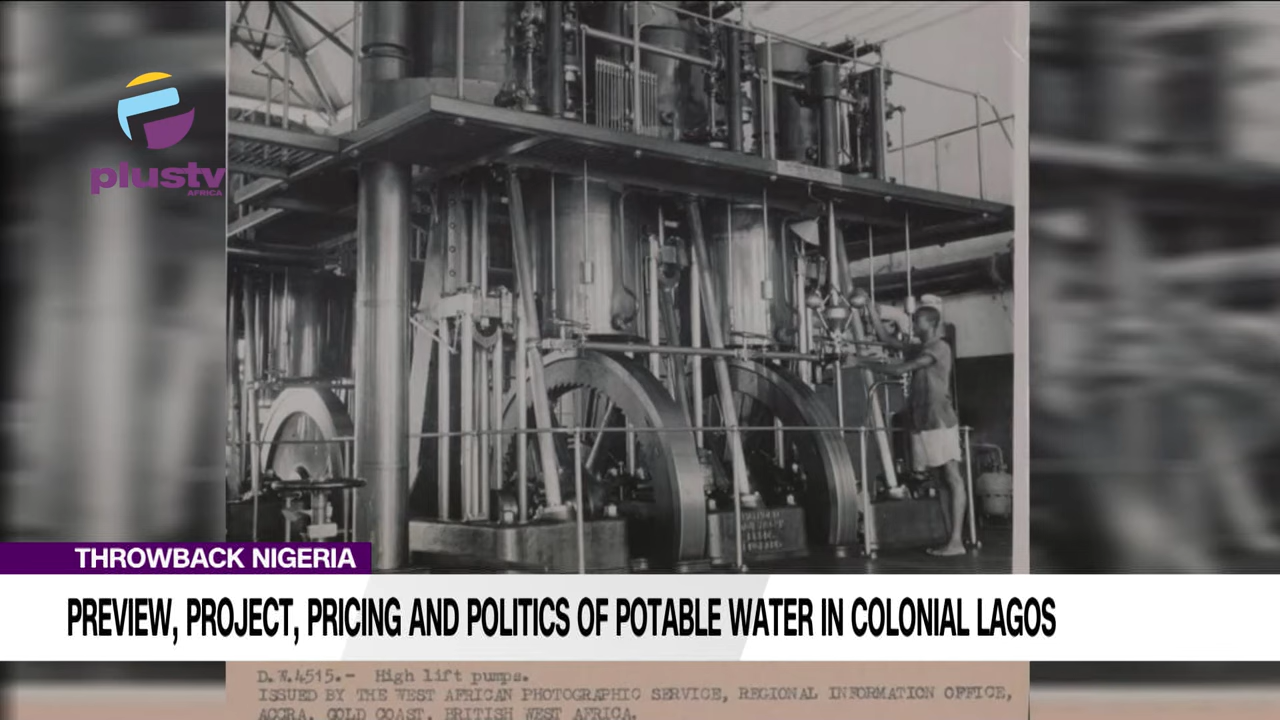 plustv
AFRICA
THROWBACK NIGERIA
PREVIEW, PROJECT, PRICING AND POLITICS OF POTABLE WATER IN COLONIAL LAGOS
D.W.4515.- High lift pumps.
ISSUED BY THE WEST AFRICAN PHOTOGRAPHIC SERVICE, REGIONAL INFORMATION OFFICE,
ACCRA, GOLD COAST, BRITISH WEST AFRICA.